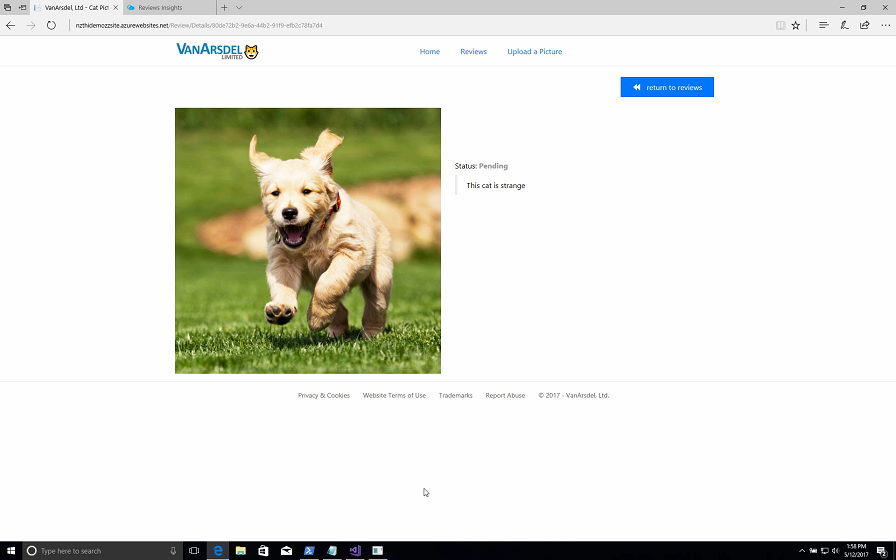 VanArsdel, Ltd - Cat Pict
Reviews Insights
nzthidemozzsite.azurewebsites.net/Review/Details/80de72b2-9e6a-44b2-91f9-efb2c78fa7d4
VANARSDEL
LIMITED
Home
Reviews
Upload a Picture
return to reviews
Status: Pending
This cat is strange
Privacy & Cookies
Website Terms of Use
Trademarks
Report Abuse
© 2017 - VanArsdel, Ltd.
Type here to search
1:58 PM
5/12/2017